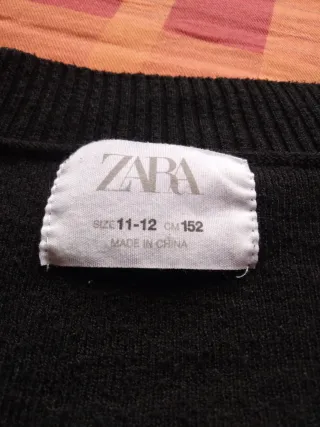 ZARA
SIZE 11-12 CM 152
MADE IN CHINA